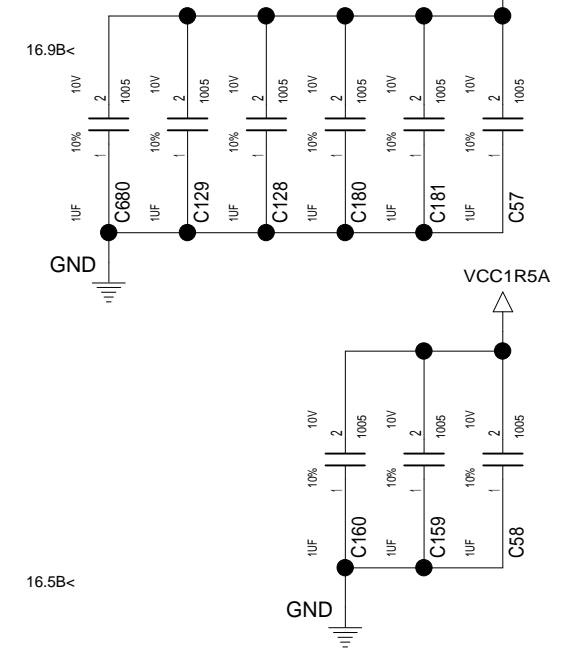 16.9B<
10V 2 1005 10% 1 1UF C680
10V 2 1005 10% 1 1UF C129
10V 2 1005 10% 1 1UF C128
10V 2 1005 10% 1 1UF C180
10V 2 1005 10% 1 1UF C181
10V 2 1005 10% 1 1UF C57
GND
VCC1R5A
10V 2 1005 10% 1 1UF C160
10V 2 1005 10% 1 1UF C159
10V 2 1005 10% 1 1UF C58
16.5B<
GND